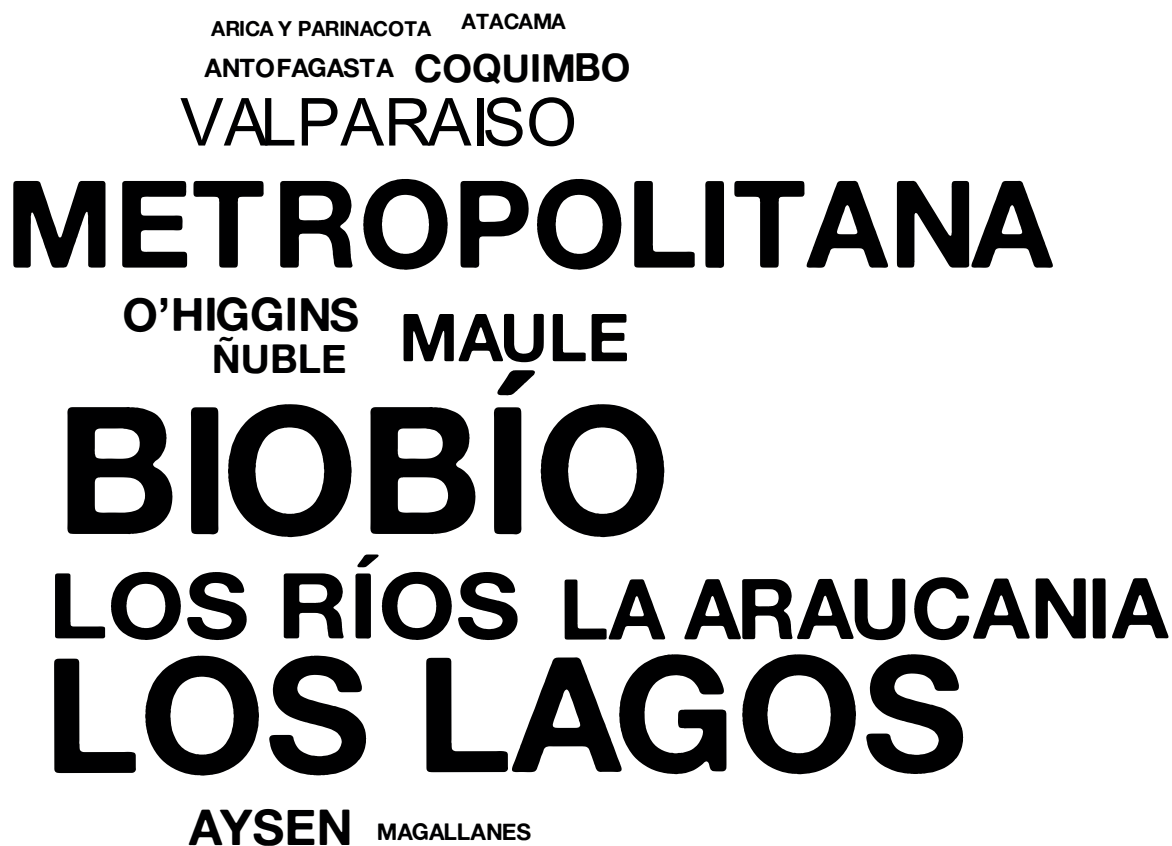 ARICA Y PARINACOTA ATACAMA
ANTOFAGASTA COQUIMBO
VALPARAISO
METROPOLITANA
O’HIGGINS MAULE
ÑUBLE
BIOBÍO
LOS RÍOS LA ARAUCANIA
LOS LAGOS
AYSEN MAGALLANES